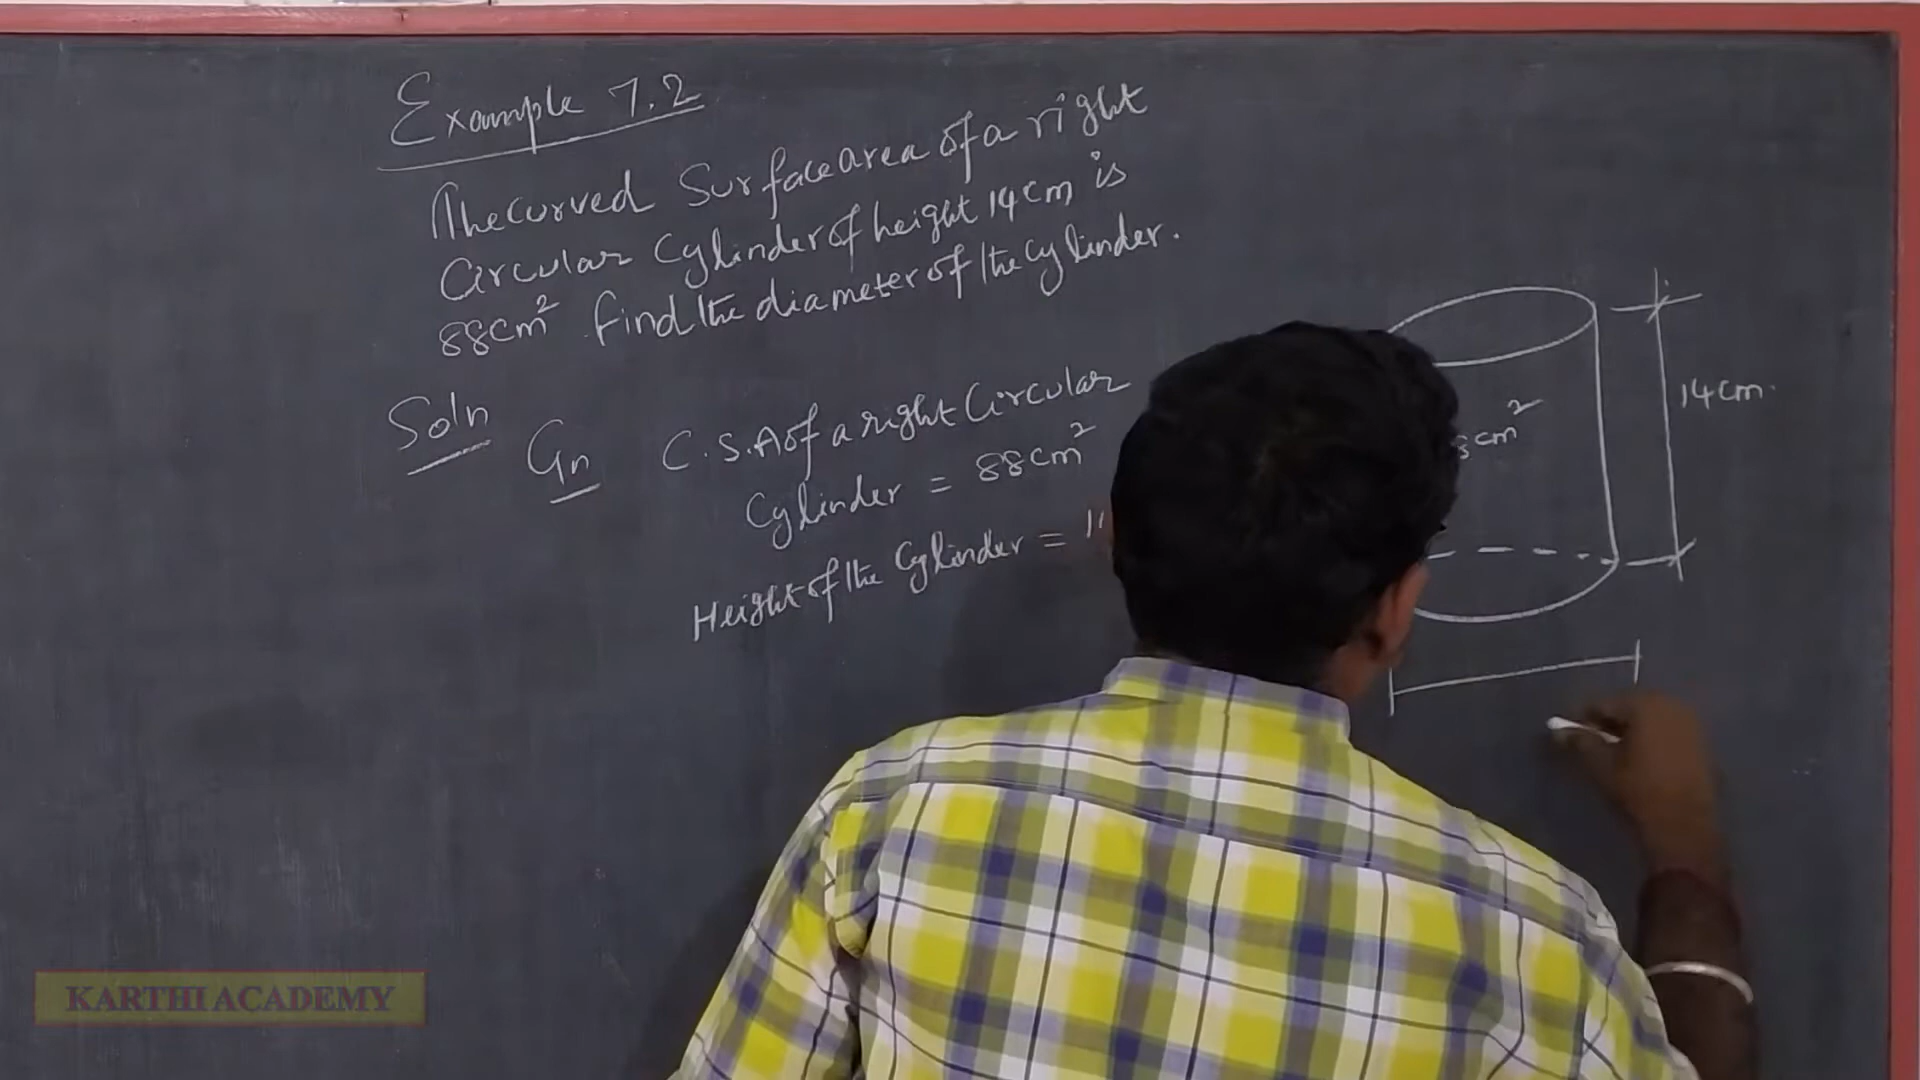 Example 7.2
The curved Surface area of a right
Circular Cylinder of height 14cm is
88cm² find the diameter of the cylinder.
Soln
Gn C.S.A of a right Circular
Cylinder = 88cm²
Height of the Cylinder =
cm²
14cm.
KARTHI ACADEMY